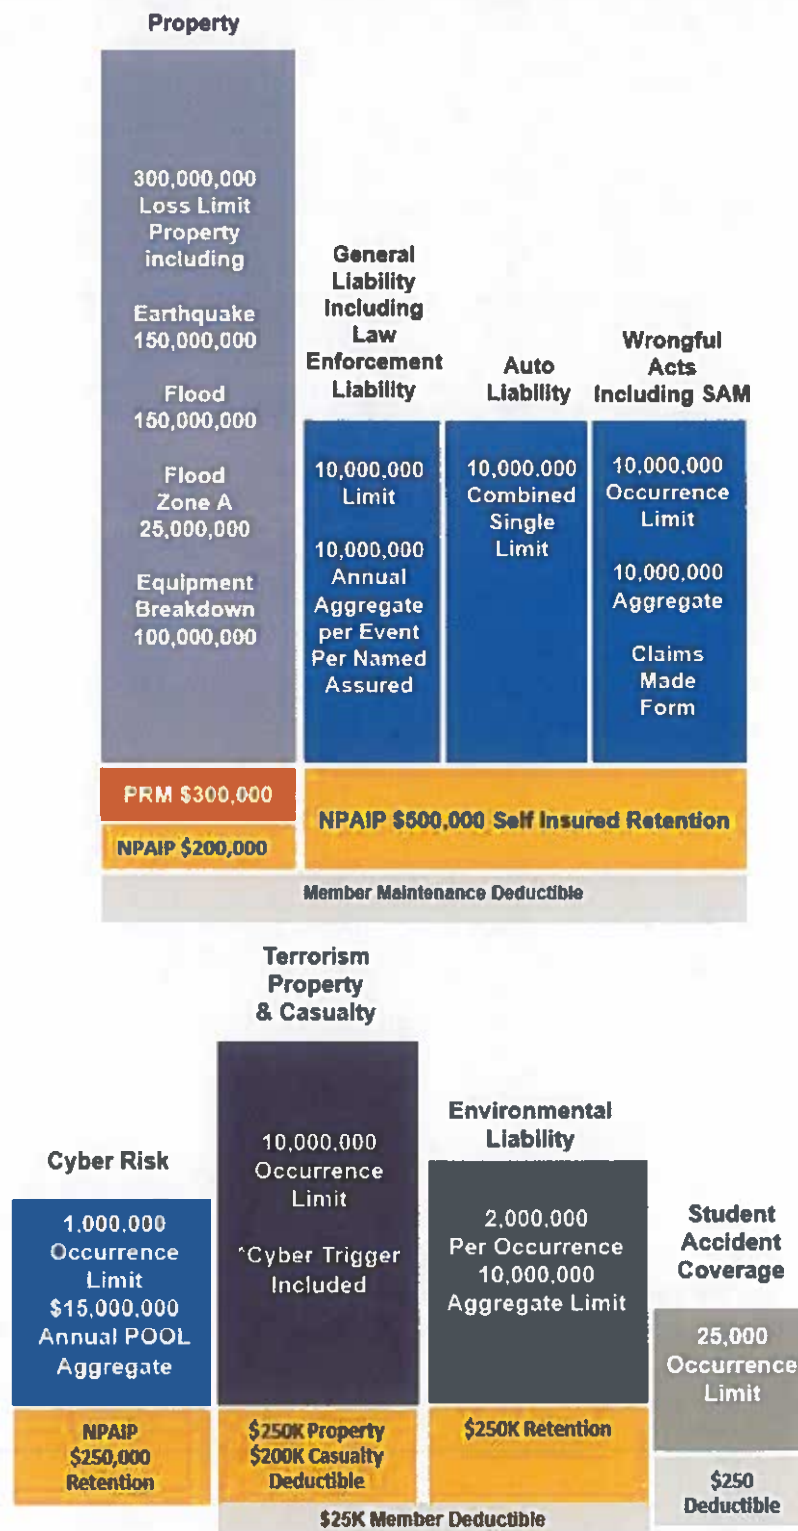 Property
300,000,000
Loss Limit
Property
including
Earthquake
150,000,000
Flood
150,000,000
Flood
Zone A
25,000,000
Equipment
Breakdown
100,000,000
General
Liability
Including
Law
Enforcement
Liability
10,000,000
Limit
10,000,000
Annual
Aggregate
per Event
Per Named
Assured
Auto
Liability
10,000.000
Combined
Single
Limit
Wrongful
Acts
Including SAM
10,000.000
Occurrence
Limit
10,000,000
Aggregate
Claims
Made
Form
PRM $300,000
NPAIP $200,000
NPAIP $500,000 Self Insured Retention
Member Maintenance Deductible
Cyber Risk
1,000.000
Occurrence
Limit
$15,000,000
Annual POOL
Aggregate
NPAIP
$250,000
Retention
Terrorism
Property
& Casualty
10,000,000
Occurrence
Limit
*Cyber Trigger
Included
$250K Property
$200K Casualty
Deductible
Environmental
Liability
2,000,000
Per Occurrence
10,000,000
Aggregate Limit
$250K Retention
$25K Member Deductible
Student
Accident
Coverage
25,000
Occurrence
Limit
$250
Deductible